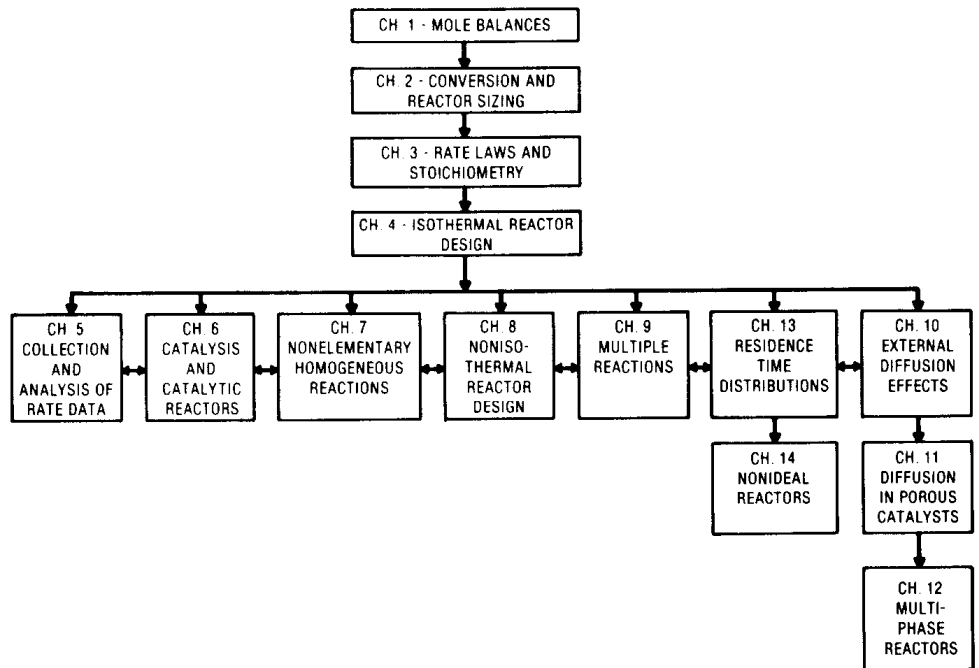 CH. 1 - MOLE BALANCES
CH. 2 - CONVERSION AND
REACTOR SIZING
CH. 3 - RATE LAWS AND
STOICHIOMETRY
CH. 4 - ISOTHERMAL REACTOR
DESIGN
CH. 5
COLLECTION
AND
ANALYSIS OF
RATE DATA
CH. 6
CATALYSIS
AND
CATALYTIC
REACTORS
CH. 7
NONELEMENTARY
HOMOGENEOUS
REACTIONS
CH. 8
NONISO-
THERMAL
REACTOR
DESIGN
CH. 9
MULTIPLE
REACTIONS
CH. 13
RESIDENCE
TIME
DISTRIBUTIONS
CH. 10
EXTERNAL
DIFFUSION
EFFECTS
CH. 14
NONIDEAL
REACTORS
CH. 11
DIFFUSION
IN POROUS
CATALYSTS
CH. 12
MULTI-
PHASE
REACTORS